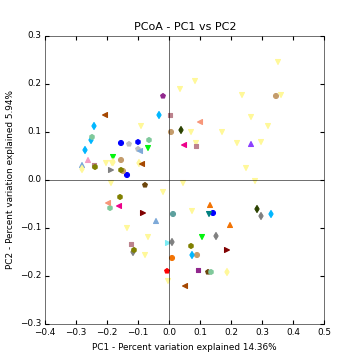 PCoA - PC1 vs PC2
0.3
0.2
0.1
0.0
−0.1
−0.2
−0.3
PC2 - Percent variation explained 5.94%
−0.4 −0.3 −0.2 −0.1 0.0 0.1 0.2 0.3 0.4 0.5
PC1 - Percent variation explained 14.36%